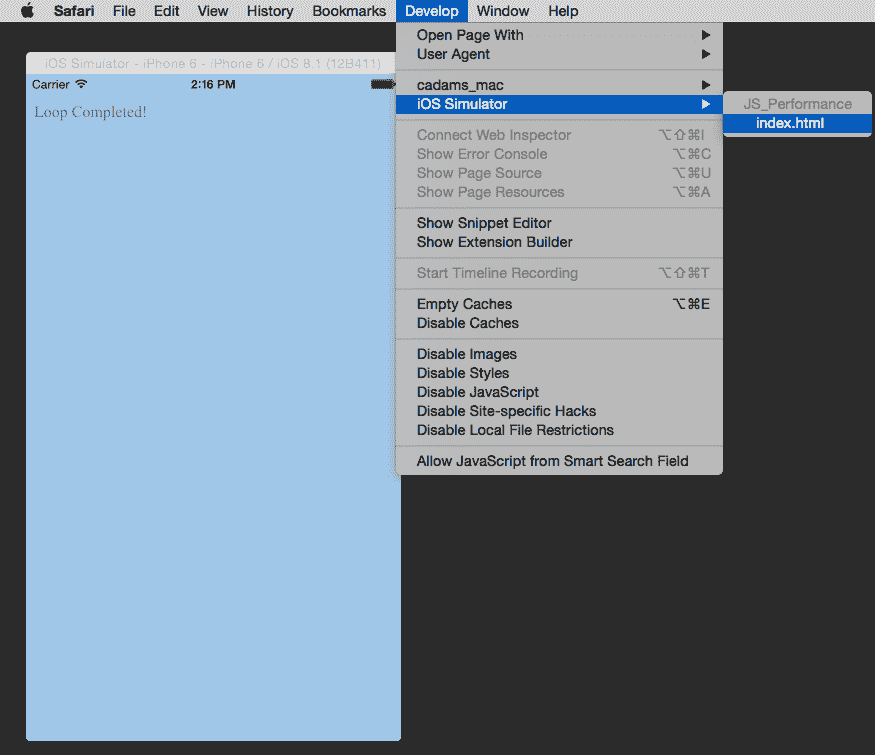 Safari File Edit View History Bookmarks Develop Window Help
iOS Simulator - iPhone 6 - iPhone 6 / iOS 8.1 (12B411)
Carrier 2:16 PM
Loop Completed!
Open Page With
User Agent
cadams_mac
iOS Simulator
JS_Performance
index.html
Connect Web Inspector ⌥⇧⌘I
Show Error Console ⌥⌘C
Show Page Source ⌥⌘U
Show Page Resources ⌥⌘A
Show Snippet Editor
Show Extension Builder
Start Timeline Recording ⌥⇧⌘T
Empty Caches ⌥⌘E
Disable Caches
Disable Images
Disable Styles
Disable JavaScript
Disable Site-specific Hacks
Disable Local File Restrictions
Allow JavaScript from Smart Search Field